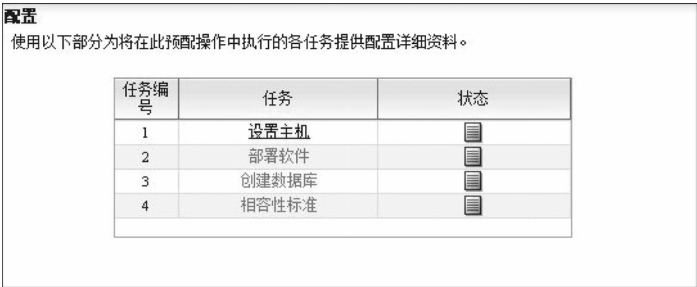 配置
使用以下部分为将在此预配操作中执行的各任务提供配置详细资料。
任务编号 任务 状态
1 设置主机
2 部署软件
3 创建数据库
4 相容性标准